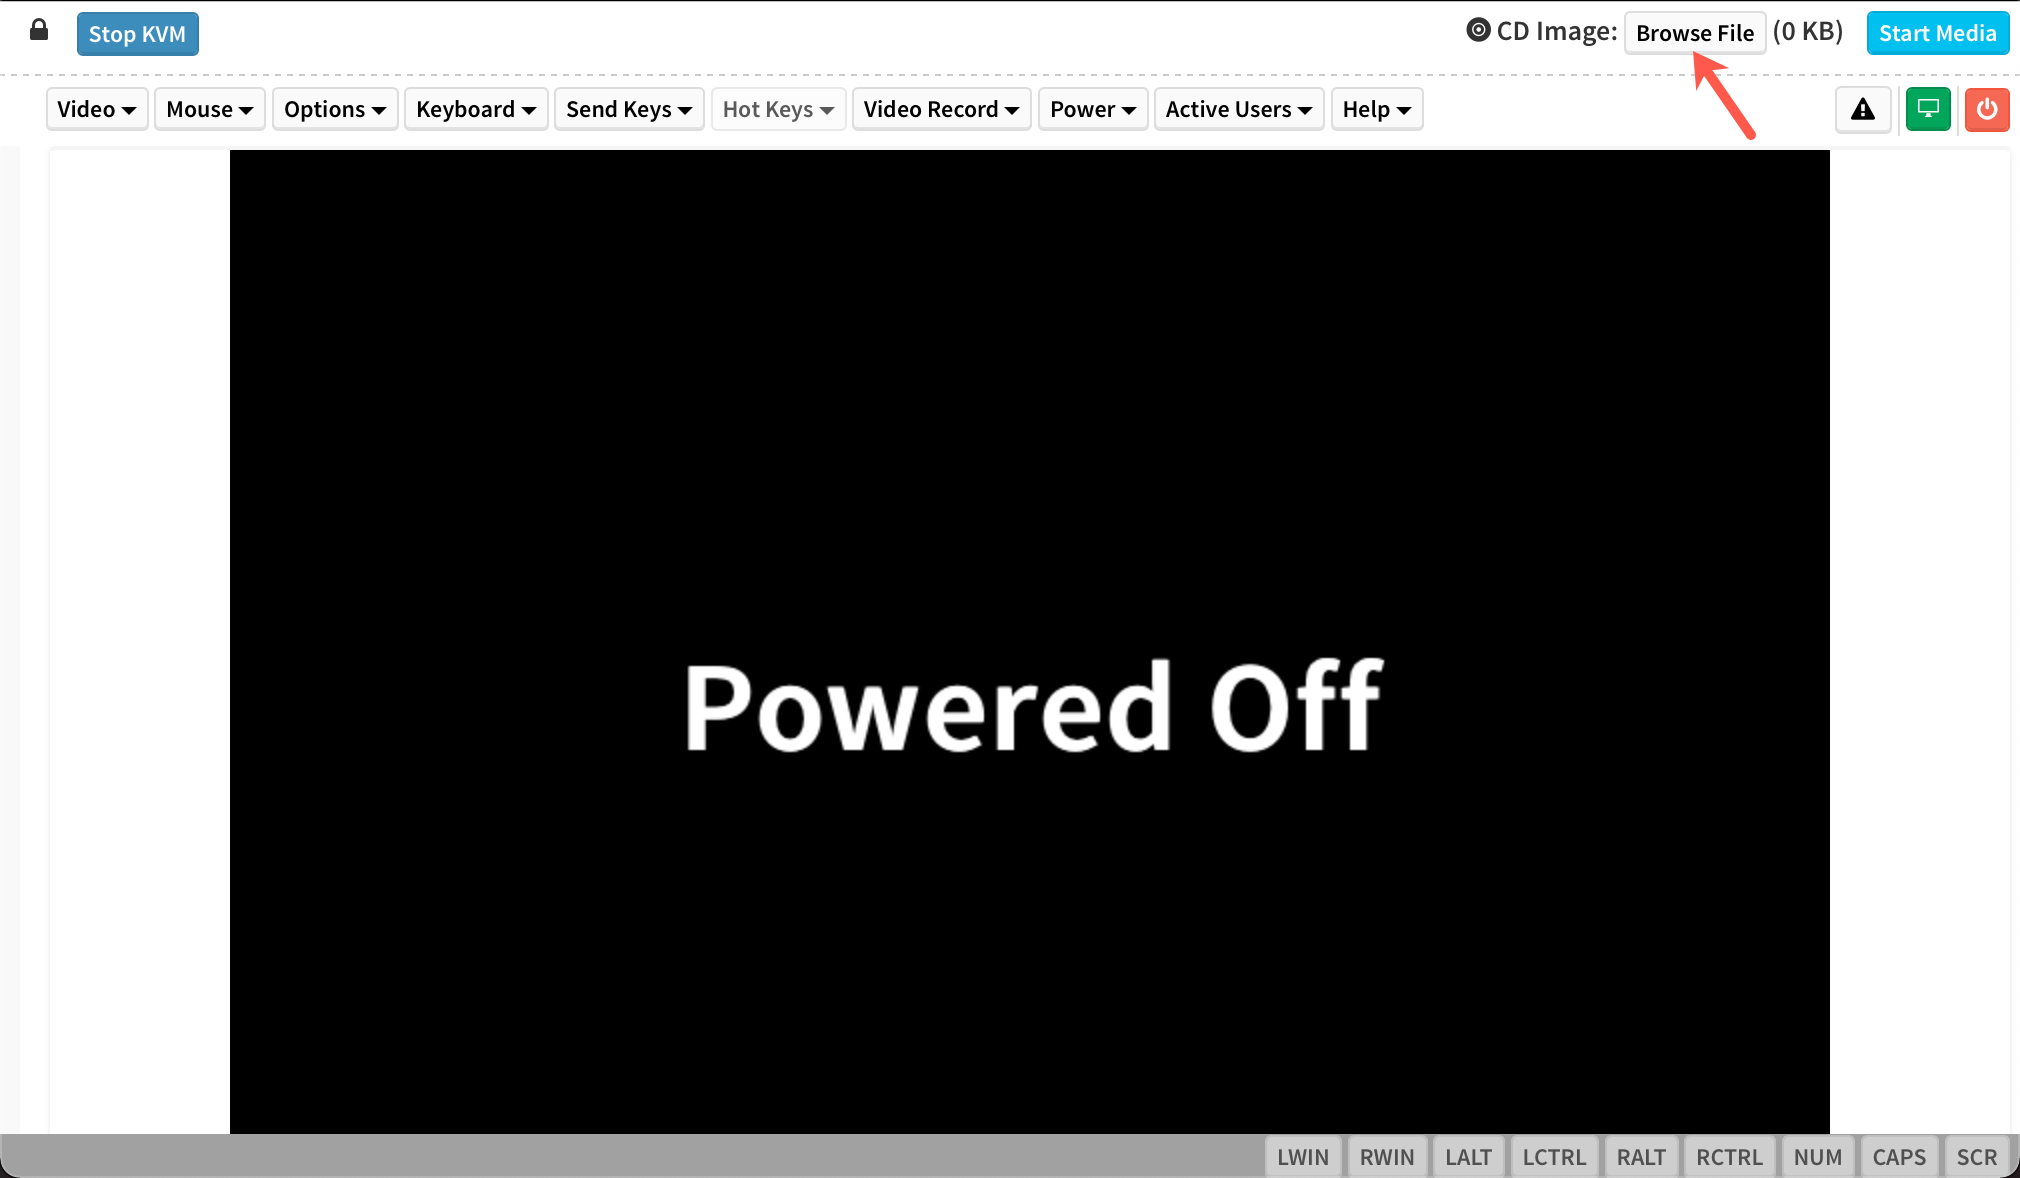 Stop KVM
CD Image: Browse File (0 KB) Start Media
Video Mouse Options Keyboard Send Keys Hot Keys Video Record Power Active Users Help
Powered Off
LWIN RWIN LALT LCTRL RALT RCTRL NUM CAPS SCR